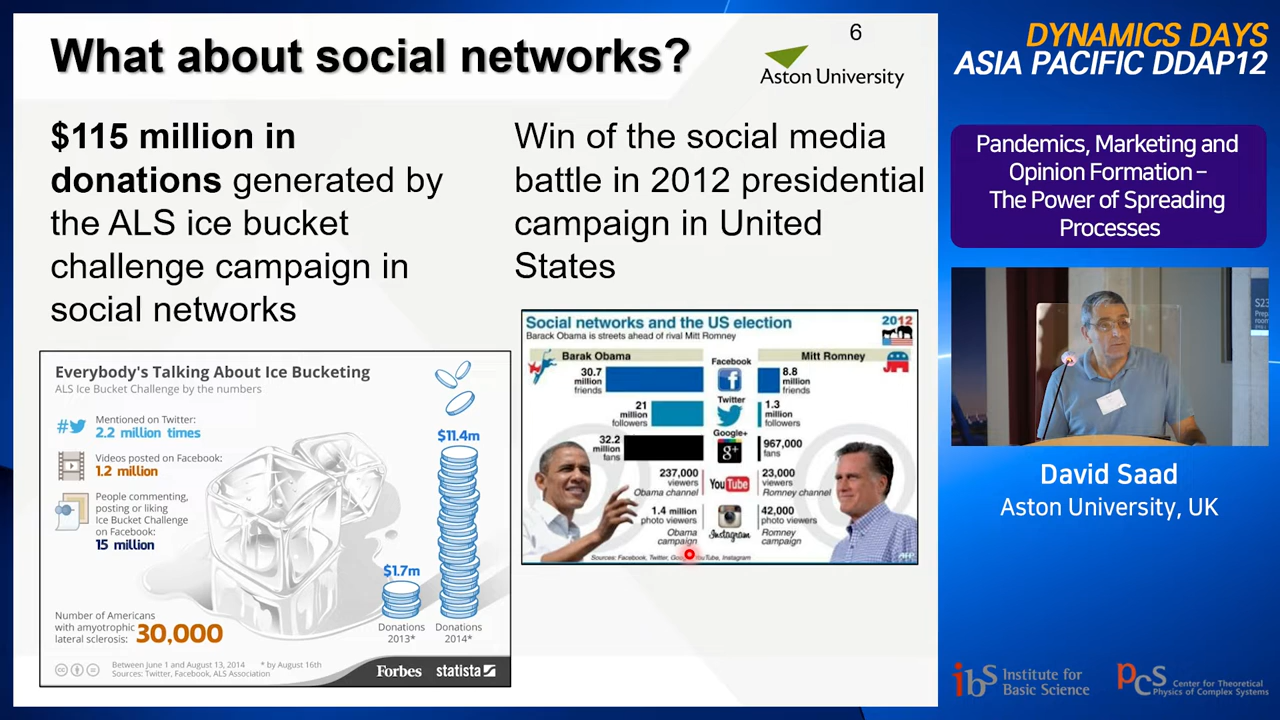 What about social networks?
6
Aston University
$115 million in
donations generated by
the ALS ice bucket
challenge campaign in
social networks
Win of the social media
battle in 2012 presidential
campaign in United
States
Everybody's Talking About Ice Bucketing
ALS Ice Bucket Challenge by the numbers
Mentioned on Twitter:
2.2 million times
Videos posted on Facebook:
1.2 million
People commenting,
posting or liking
Ice Bucket Challenge
on Facebook:
15 million
$1.7m
$11.4m
Donations
2013*
Donations
2014*
Number of Americans
with amyotrophic
lateral sclerosis: 30,000
Between June 1 and August 13, 2014 * by August 16th
Sources: Twitter, Facebook, ALS Association
Forbes statista
Social networks and the US election
Barack Obama is streets ahead of rival Mitt Romney
2012
Barak Obama
Mitt Romney
30.7
million
friends
Facebook
8.8
million
friends
21
million
followers
Twitter
1.3
million
followers
32.2
million
fans
Google+
g+
967,000
fans
237,000
viewers
Obama channel
YouTube
23,000
viewers
Romney channel
1.4 million
photo viewers
Obama
campaign
Instagram
42,000
photo viewers
Romney
campaign
Sources: Facebook, Twitter, YouTube, Instagram
DYNAMICS DAYS
ASIA PACIFIC DDAP12
Pandemics, Marketing and
Opinion Formation –
The Power of Spreading
Processes
David Saad
Aston University, UK
ibS Institute for
Basic Science
pcs Center for Theoretical
Physics of Complex Systems